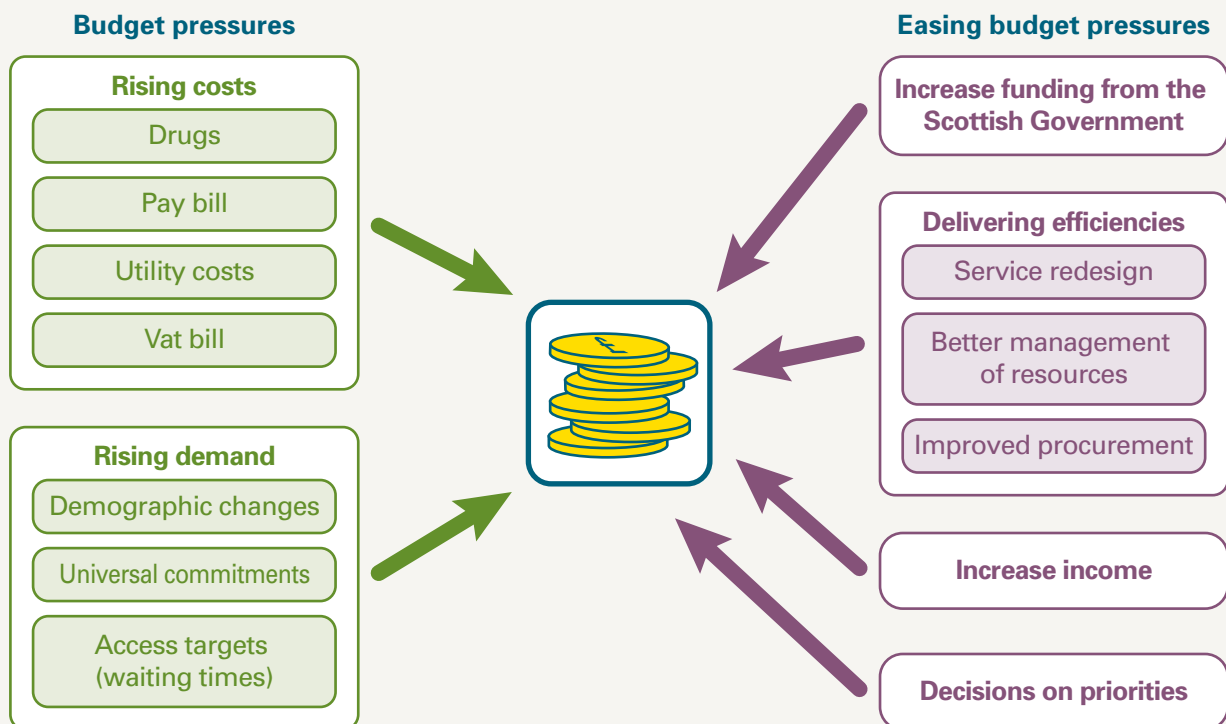 Budget pressures
Rising costs
Drugs
Pay bill
Utility costs
Vat bill
Rising demand
Demographic changes
Universal commitments
Access targets
(waiting times)
£
Easing budget pressures
Increase funding from the
Scottish Government
Delivering efficiencies
Service redesign
Better management
of resources
Improved procurement
Increase income
Decisions on priorities